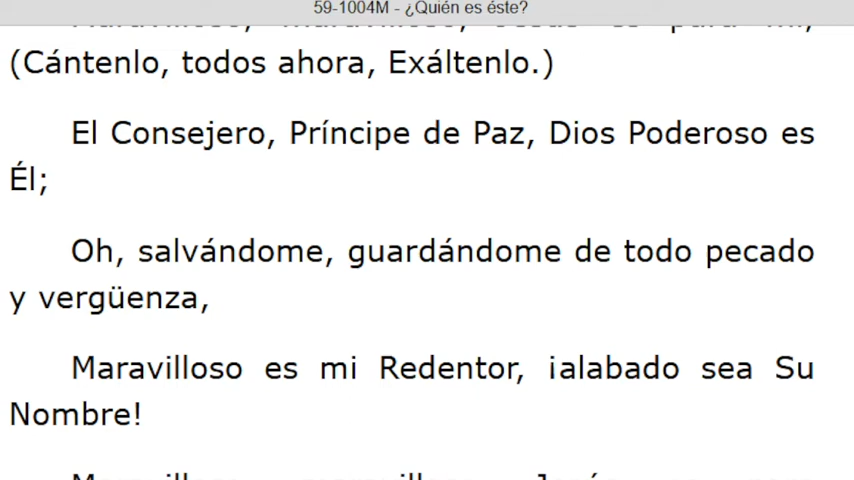 59-1004M - ¿Quién es éste?
(Cántenlo, todos ahora, Exáltenlo.)
El Consejero, Príncipe de Paz, Dios Poderoso es
Él;
Oh, salvándome, guardándome de todo pecado
y vergüenza,
Maravilloso es mi Redentor, ¡alabado sea Su
Nombre!